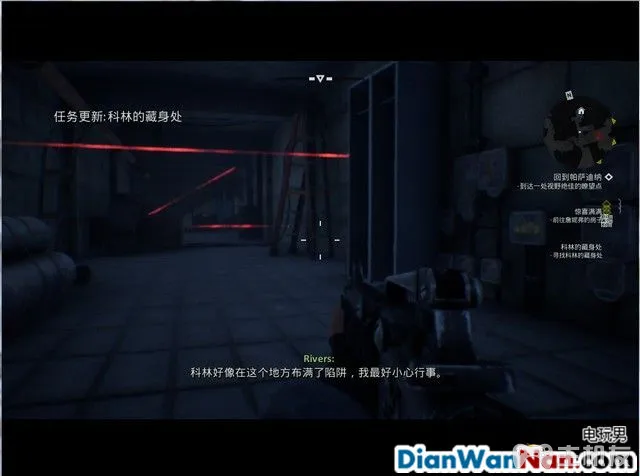 任务更新:科林的藏身处
N
回到帕萨迪纳
-到达一处视野绝佳的瞭望点
惊喜满满
-前往詹妮弗的房子
科林的藏身处
-寻找科林的藏身处
Rivers:
科林好像在这个地方布满了陷阱，我最好小心行事。
电玩男
DianWanNan.com